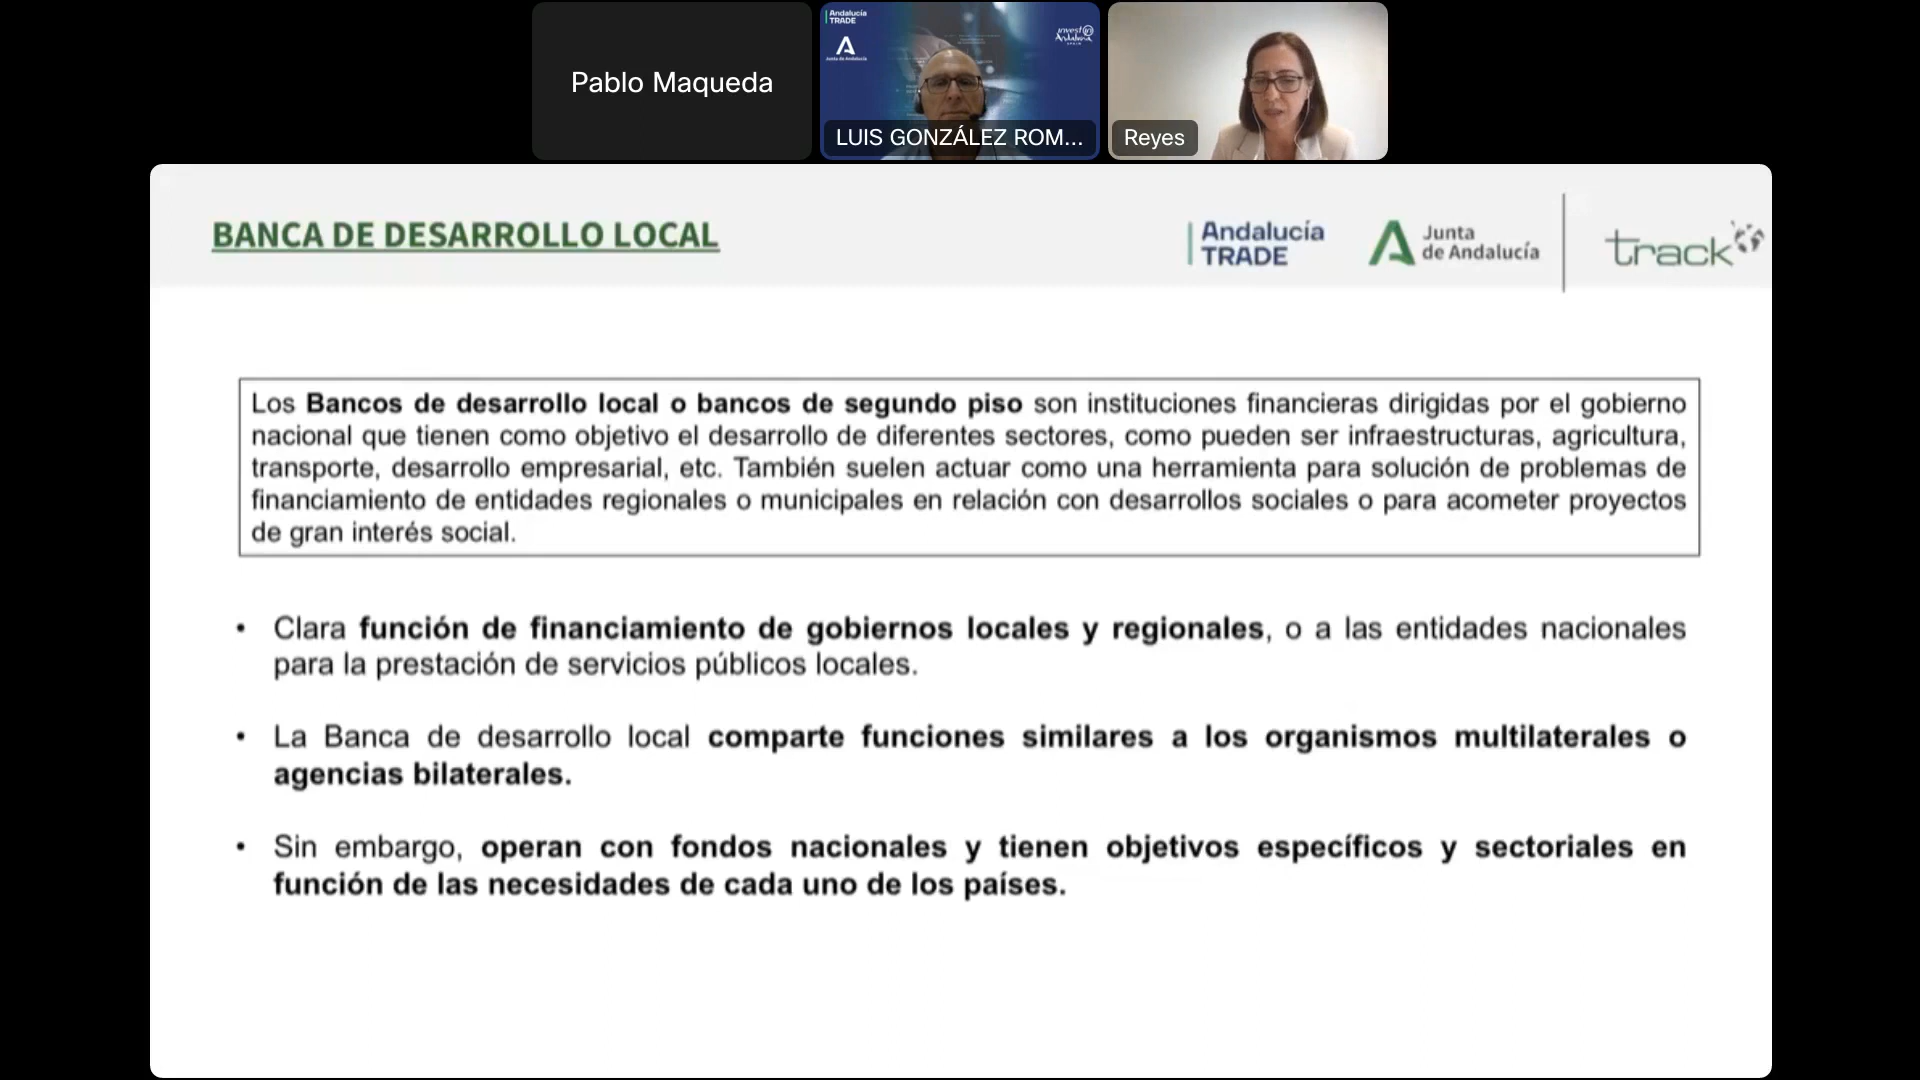 Pablo Maqueda
Andalucía
TRADE
Junta de Andalucía
LUIS GONZÁLEZ ROM...
Reyes
BANCA DE DESARROLLO LOCAL
Andalucía
TRADE
Junta
de Andalucía
track
Los Bancos de desarrollo local o bancos de segundo piso son instituciones financieras dirigidas por el gobierno
nacional que tienen como objetivo el desarrollo de diferentes sectores, como pueden ser infraestructuras, agricultura,
transporte, desarrollo empresarial, etc. También suelen actuar como una herramienta para solución de problemas de
financiamiento de entidades regionales o municipales en relación con desarrollos sociales o para acometer proyectos
de gran interés social.
• Clara función de financiamiento de gobiernos locales y regionales, o a las entidades nacionales
para la prestación de servicios públicos locales.
• La Banca de desarrollo local comparte funciones similares a los organismos multilaterales o
agencias bilaterales.
• Sin embargo, operan con fondos nacionales y tienen objetivos específicos y sectoriales en
función de las necesidades de cada uno de los países.